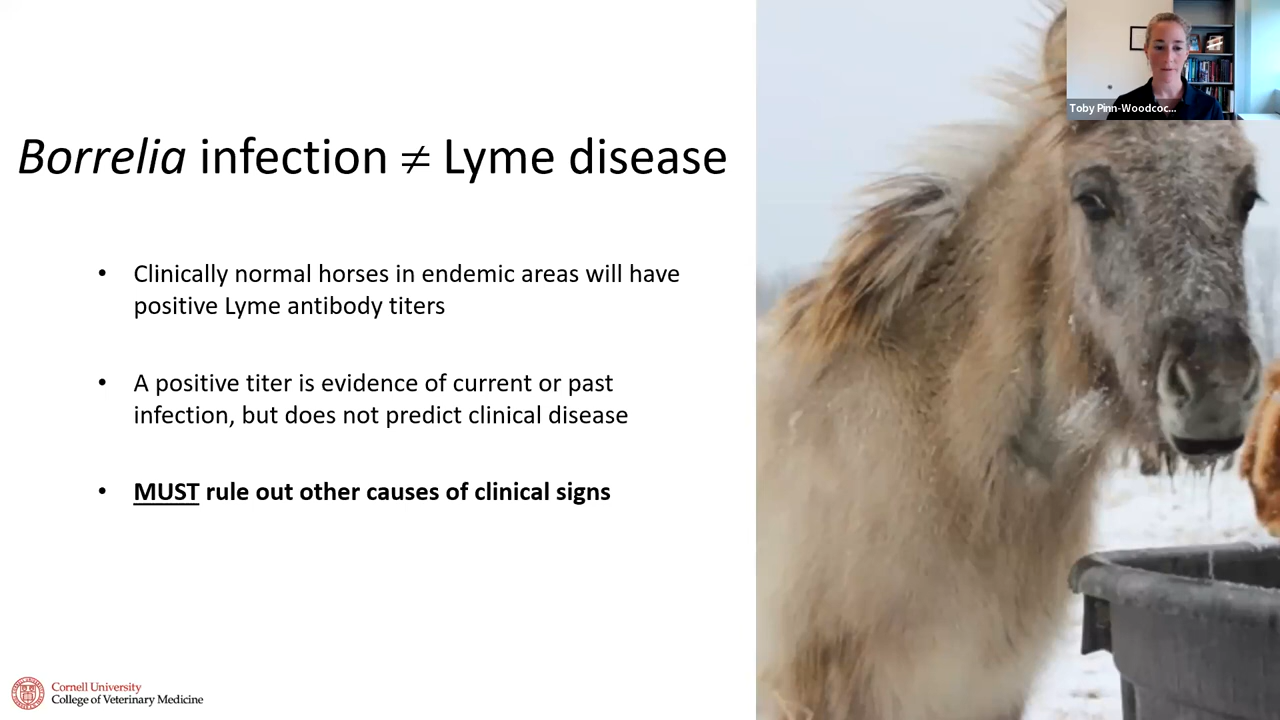 Toby Pinn-Woodcoc...
Borrelia infection ≠ Lyme disease
• Clinically normal horses in endemic areas will have
positive Lyme antibody titers
• A positive titer is evidence of current or past
infection, but does not predict clinical disease
• MUST rule out other causes of clinical signs
Cornell University
College of Veterinary Medicine